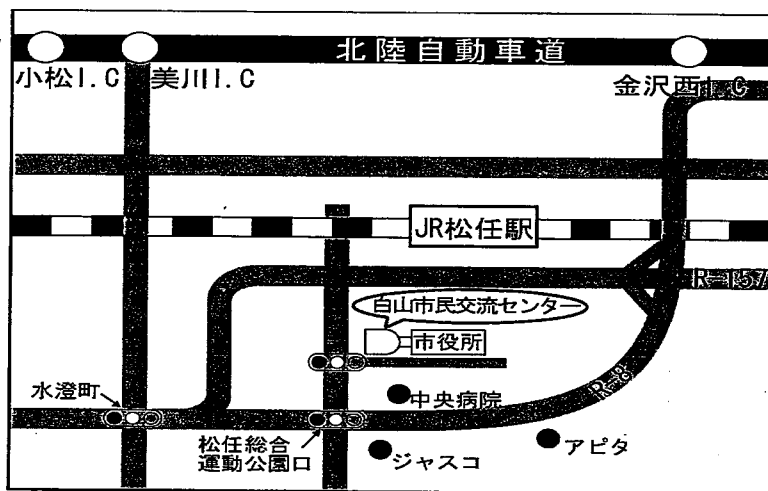 北陸自動車道
小松I.C
美川I.C
金沢西I.C
JR松任駅
R-157
白山市民交流センター
市役所
R-8
水澄町
中央病院
松任総合
運動公園口
ジャスコ
アピタ